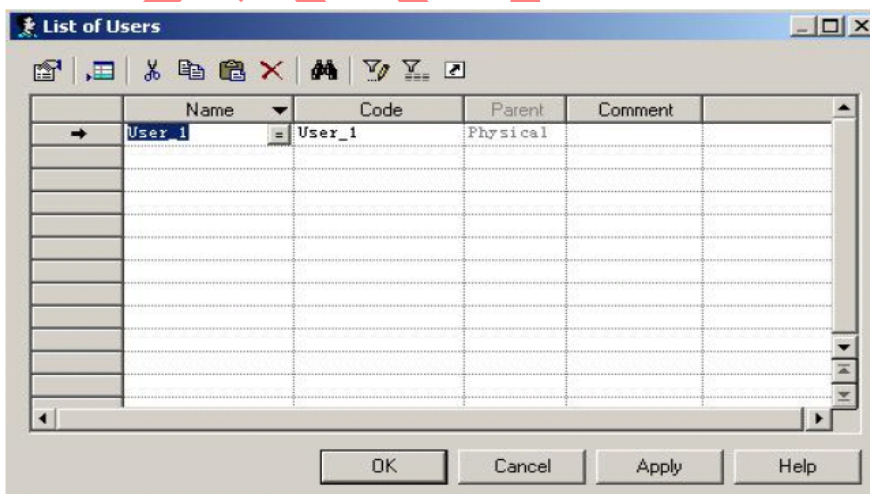 List of Users
Name Code Parent Comment
User_1 = User_1 Physical
OK Cancel Apply Help